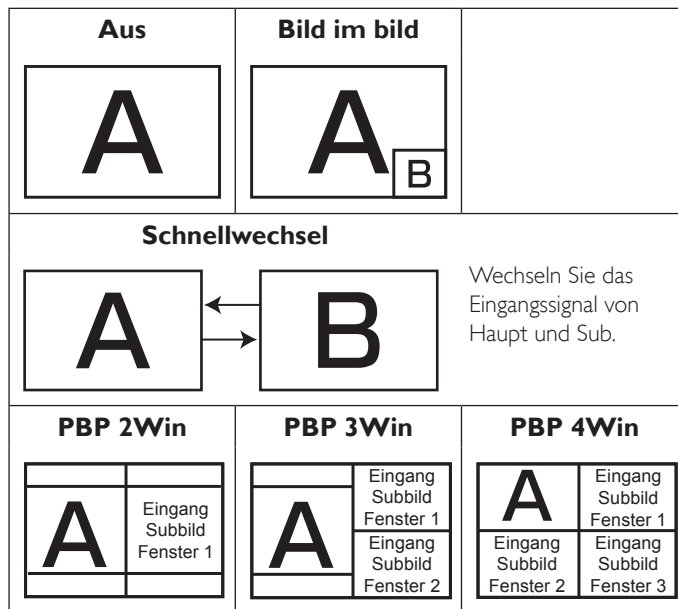 Aus
Bild im bild
A
A
B
Schnellwechsel
A
B
Wechseln Sie das
Eingangssignal von
Haupt und Sub.
PBP 2Win
PBP 3Win
PBP 4Win
A
Eingang
Subbild
Fenster 1
A
Eingang
Subbild
Fenster 1
Eingang
Subbild
Fenster 2
A
Eingang
Subbild
Fenster 1
Eingang
Subbild
Fenster 2
Eingang
Subbild
Fenster 3